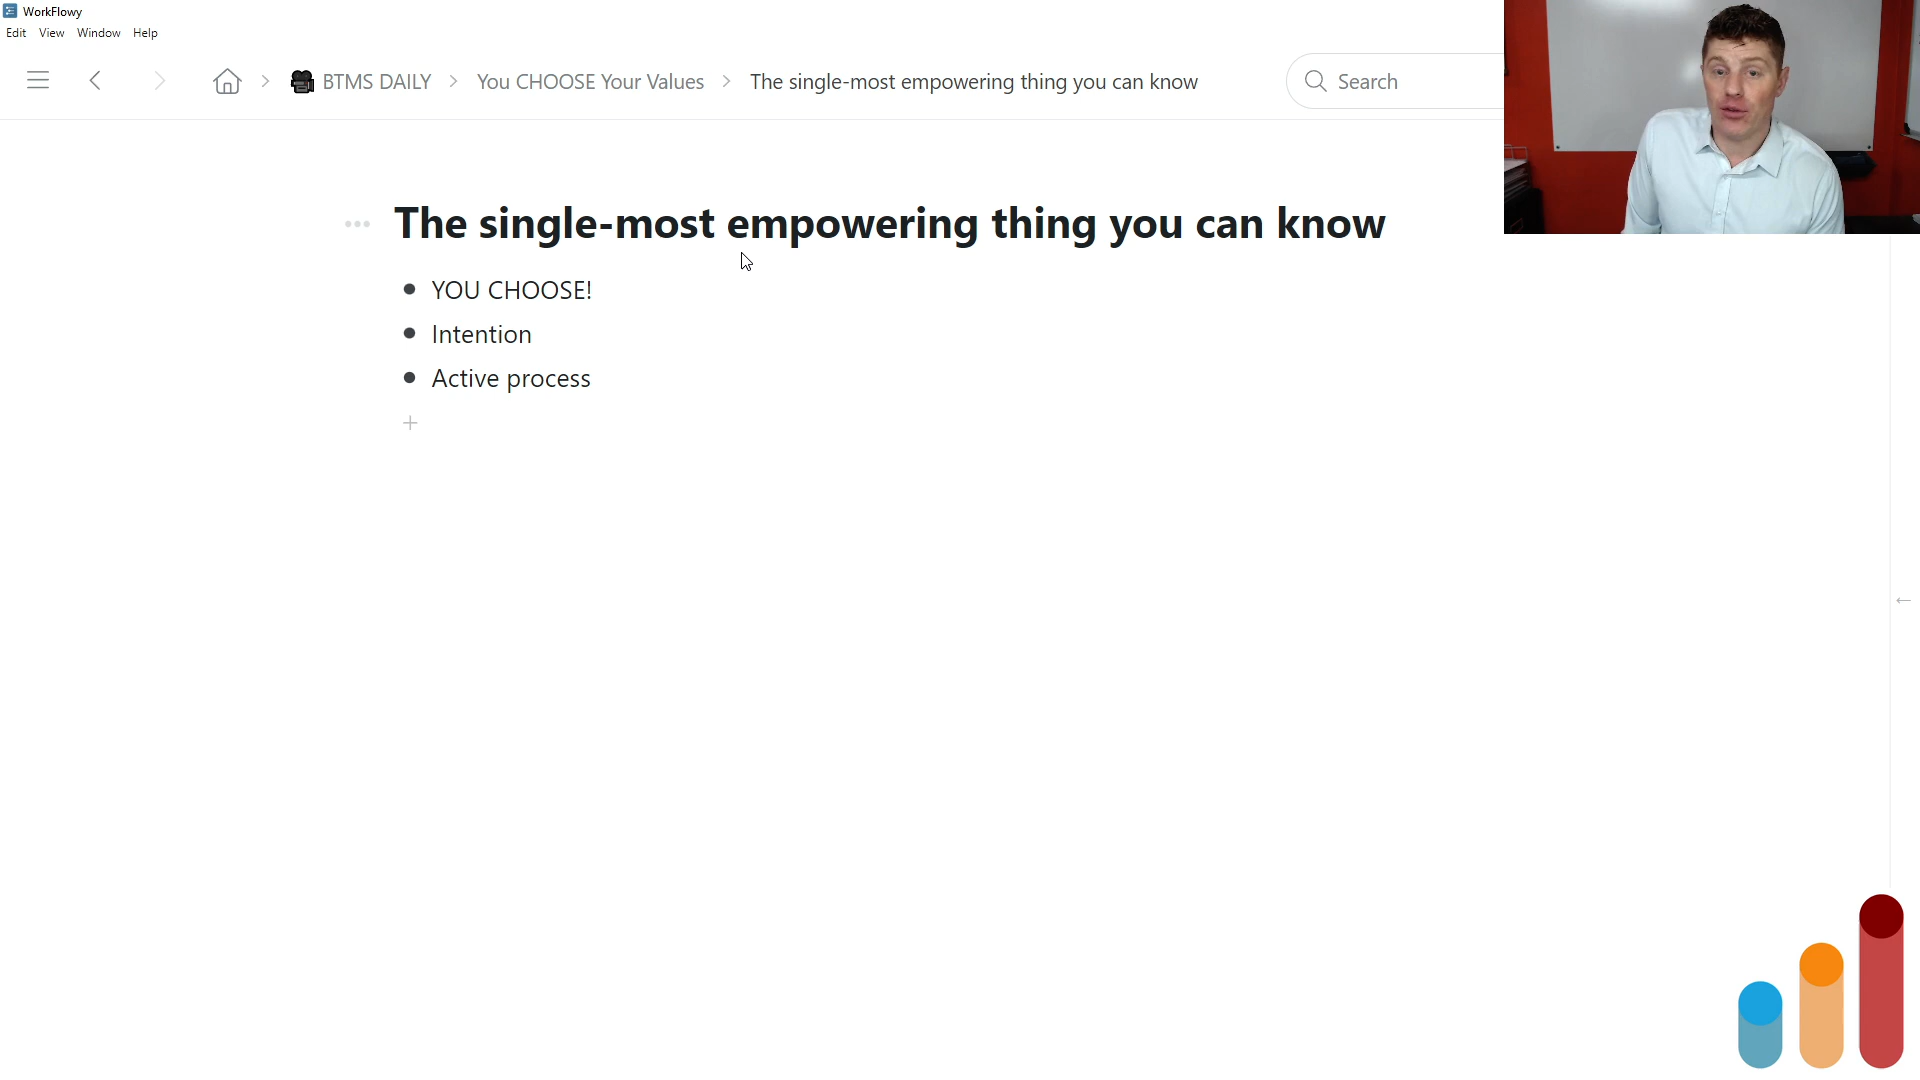 WorkFlowy
Edit View Window Help
BTMS DAILY > You CHOOSE Your Values > The single-most empowering thing you can know
Search
The single-most empowering thing you can know
YOU CHOOSE!
Intention
Active process